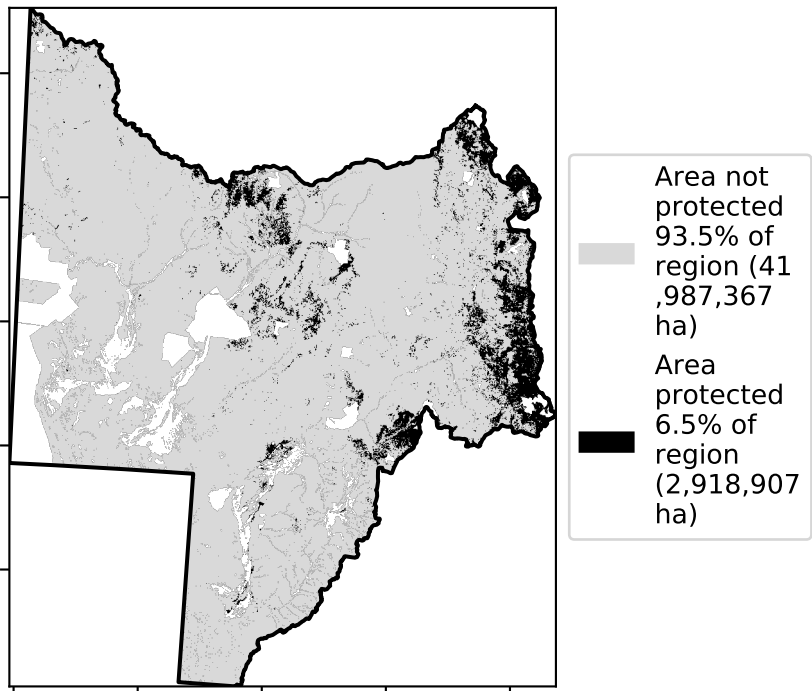 Area not
protected
93.5% of
region (41
,987,367
ha)
Area
protected
6.5% of
region
(2,918,907
ha)